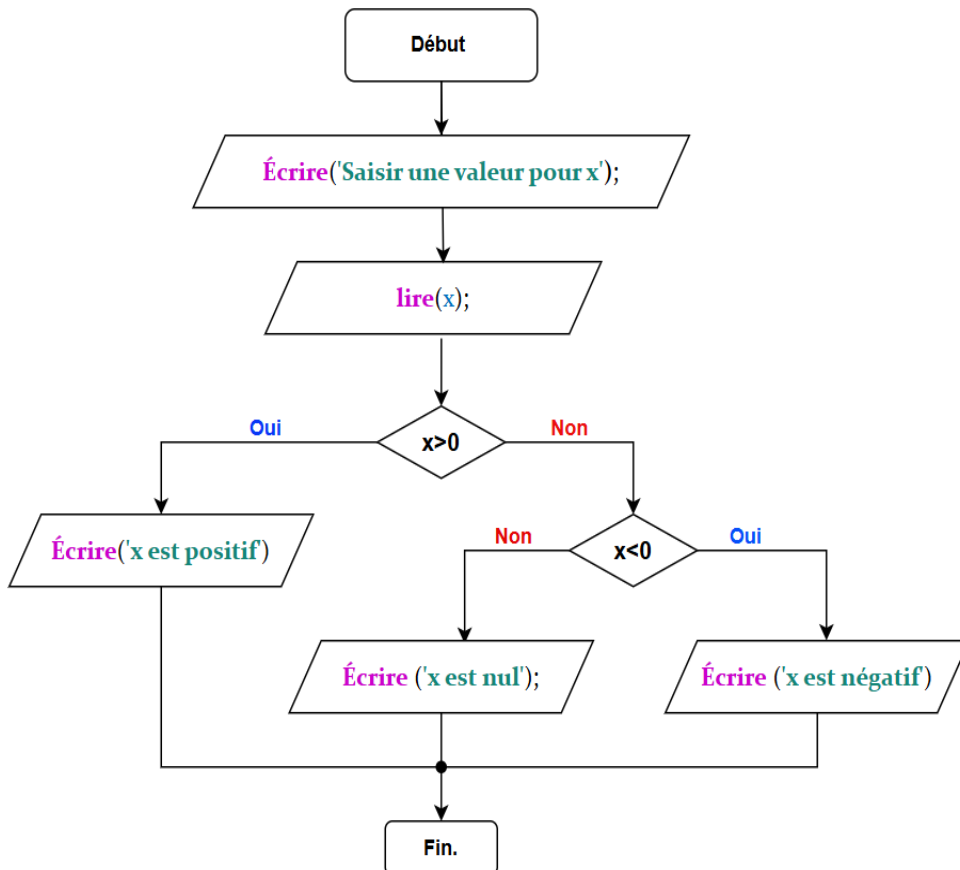 Début
Écrire('Saisir une valeur pour x');
lire(x);
Oui
x>0
Non
Écrire('x est positif')
Non
x<0
Oui
Écrire ('x est nul');
Écrire ('x est négatif')
Fin.